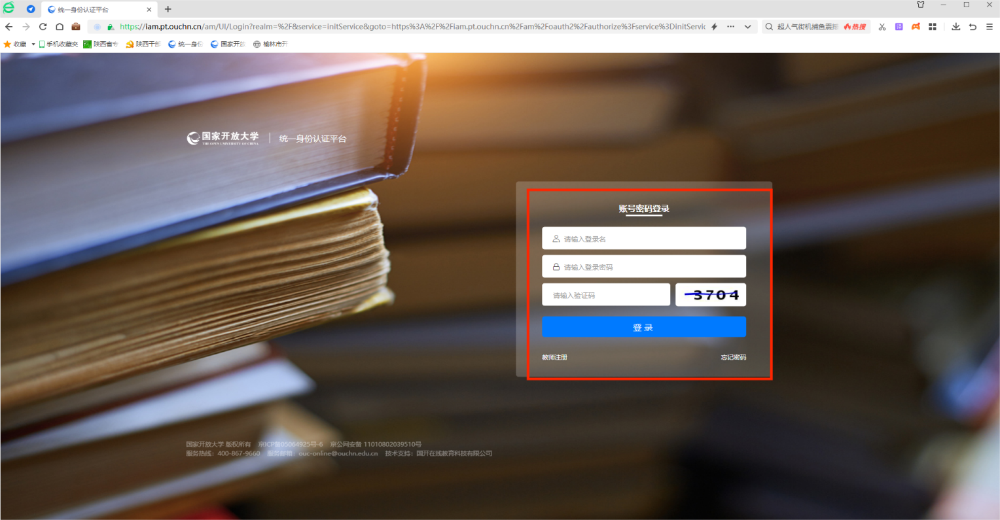 统一身份认证平台
https://iam.pt.ouchn.cn/am/UI/Login?realm=%2F&service=initService&goto=https%3A%2F%2Fiam.pt.ouchn.cn%2Fam%2Foauth2%2Fauthorize%3Fservice%3DinitServic
超人气街机捕鱼震撼 热搜
收藏 手机收藏夹 陕西省专 陕西干部 统一身份 国家开放 榆林市开
国家开放大学 统一身份认证平台
THE OPEN UNIVERSITY OF CHINA
账号密码登录
请输入登录名
请输入登录密码
请输入验证码 3704
登 录
教师注册 忘记密码
国家开放大学 版权所有 京ICP备05064925号-6 京公网安备 11010802039510号
服务热线：400-867-9660 服务邮箱：ouc-online@ouchn.edu.cn 技术支持：国开在线教育科技有限公司